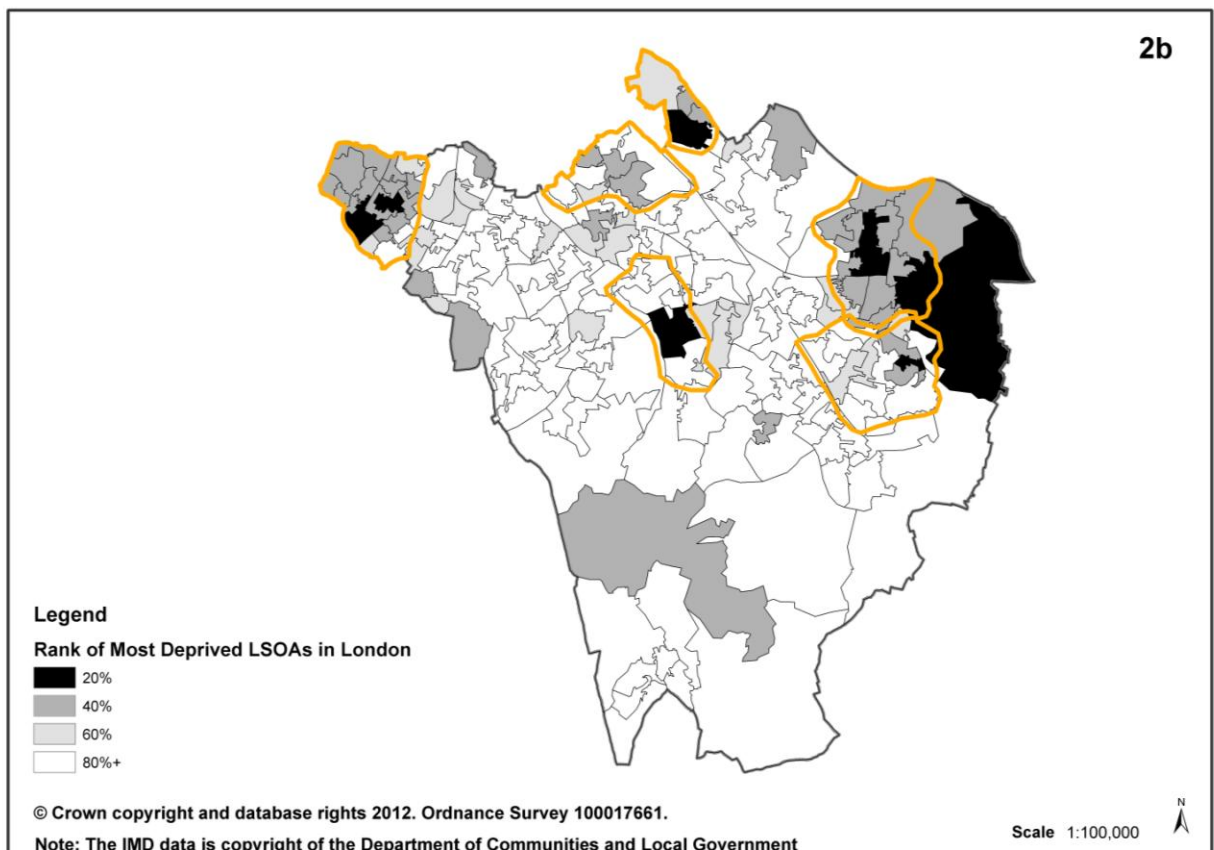 2b
Legend
Rank of Most Deprived LSOAs in London
20%
40%
60%
80%+
© Crown copyright and database rights 2012. Ordnance Survey 100017661.
Note: The IMD data is copyright of the Department of Communities and Local Government
Scale 1:100,000
N